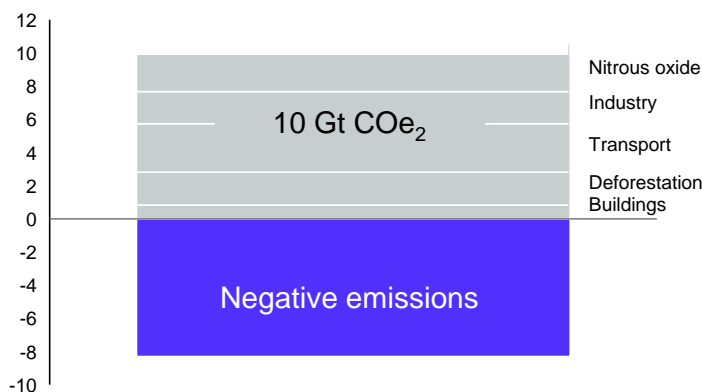 12
10
8
6
4
2
0
-2
-4
-6
-8
-10
10 Gt COe₂
Negative emissions
Nitrous oxide
Industry
Transport
Deforestation
Buildings